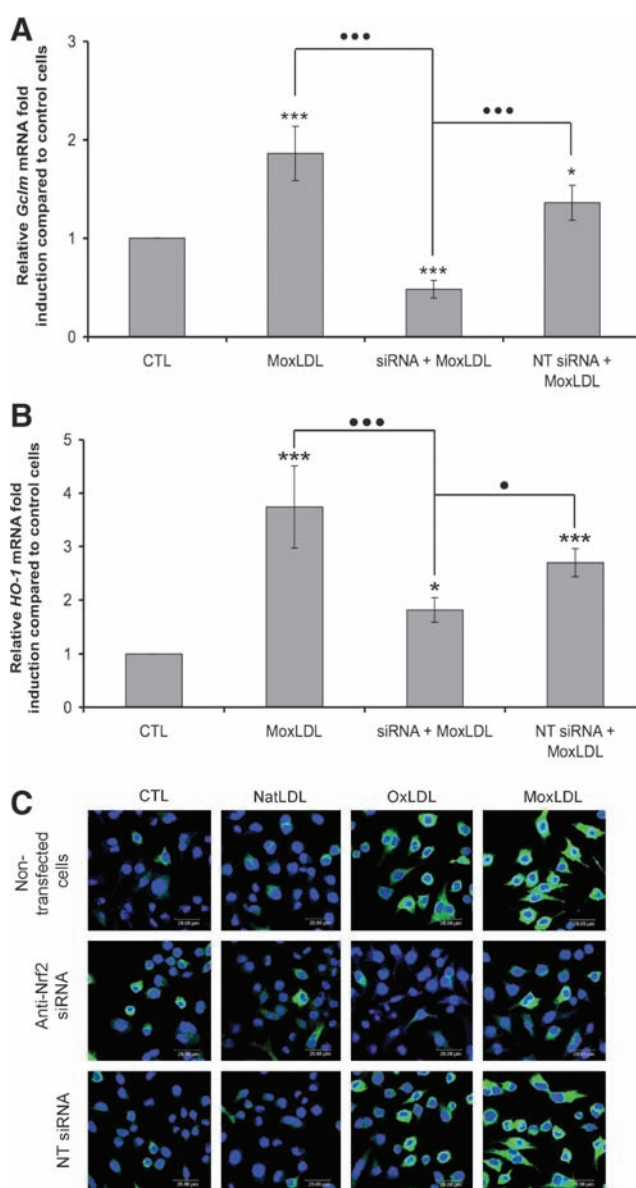 A
Relative Gclm mRNA fold
induction compared to control cells
3
2
1
0
***
***
*
•••
•••
CTL
MoxLDL
siRNA + MoxLDL
NT siRNA +
MoxLDL
B
Relative HO-1 mRNA fold
induction compared to control cells
5
4
3
2
1
0
***
*
***
•••
•
CTL
MoxLDL
siRNA + MoxLDL
NT siRNA +
MoxLDL
C
CTL
NatLDL
OxLDL
MoxLDL
Non-
transfected
cells
Anti-Nrf2
siRNA
NT siRNA